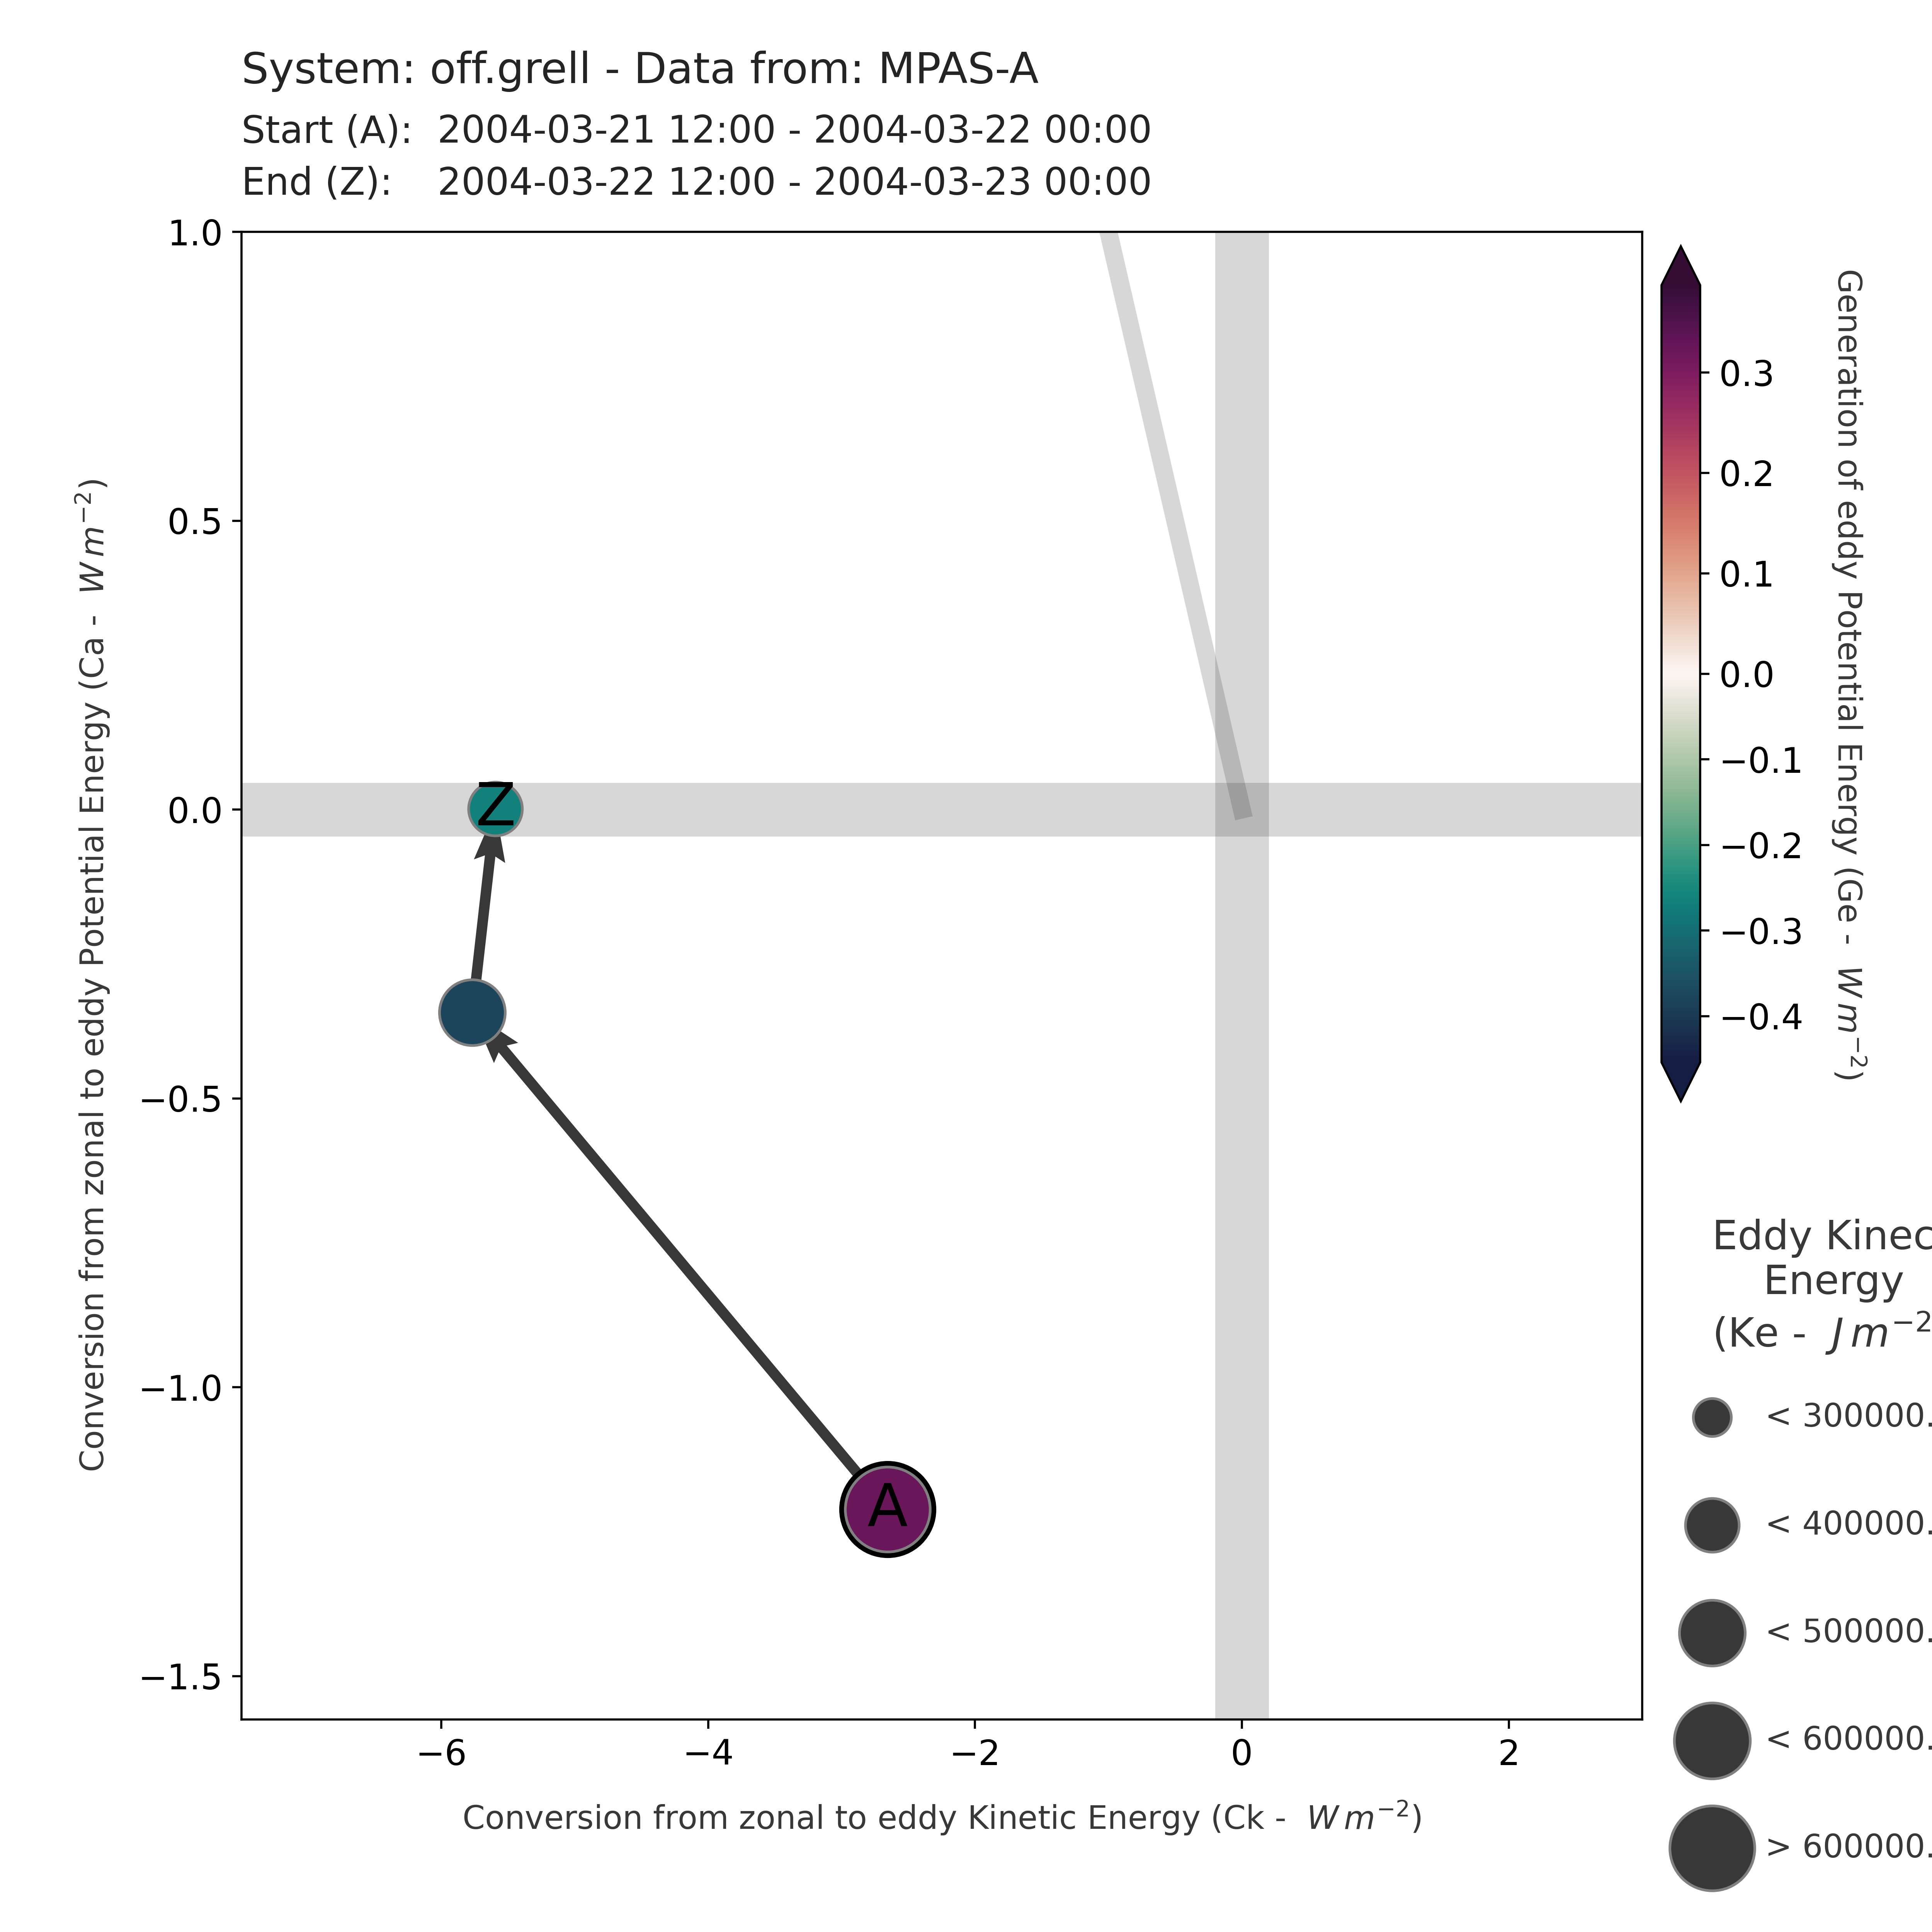 System: off.grell - Data from: MPAS-A
Start (A): 2004-03-21 12:00 - 2004-03-22 00:00
End (Z): 2004-03-22 12:00 - 2004-03-23 00:00
1.0
0.5
0.0
−0.5
−1.0
−1.5
Conversion from zonal to eddy Potential Energy (Ca - W m⁻²)
Z
A
−6
−4
−2
0
2
Conversion from zonal to eddy Kinetic Energy (Ck - W m⁻²)
0.3
0.2
0.1
0.0
−0.1
−0.2
−0.3
−0.4
Generation of eddy Potential Energy (Ge - W m⁻²)
Eddy Kinec
Energy
(Ke - J m⁻²
< 300000.
< 400000.
< 500000.
< 600000.
> 600000.